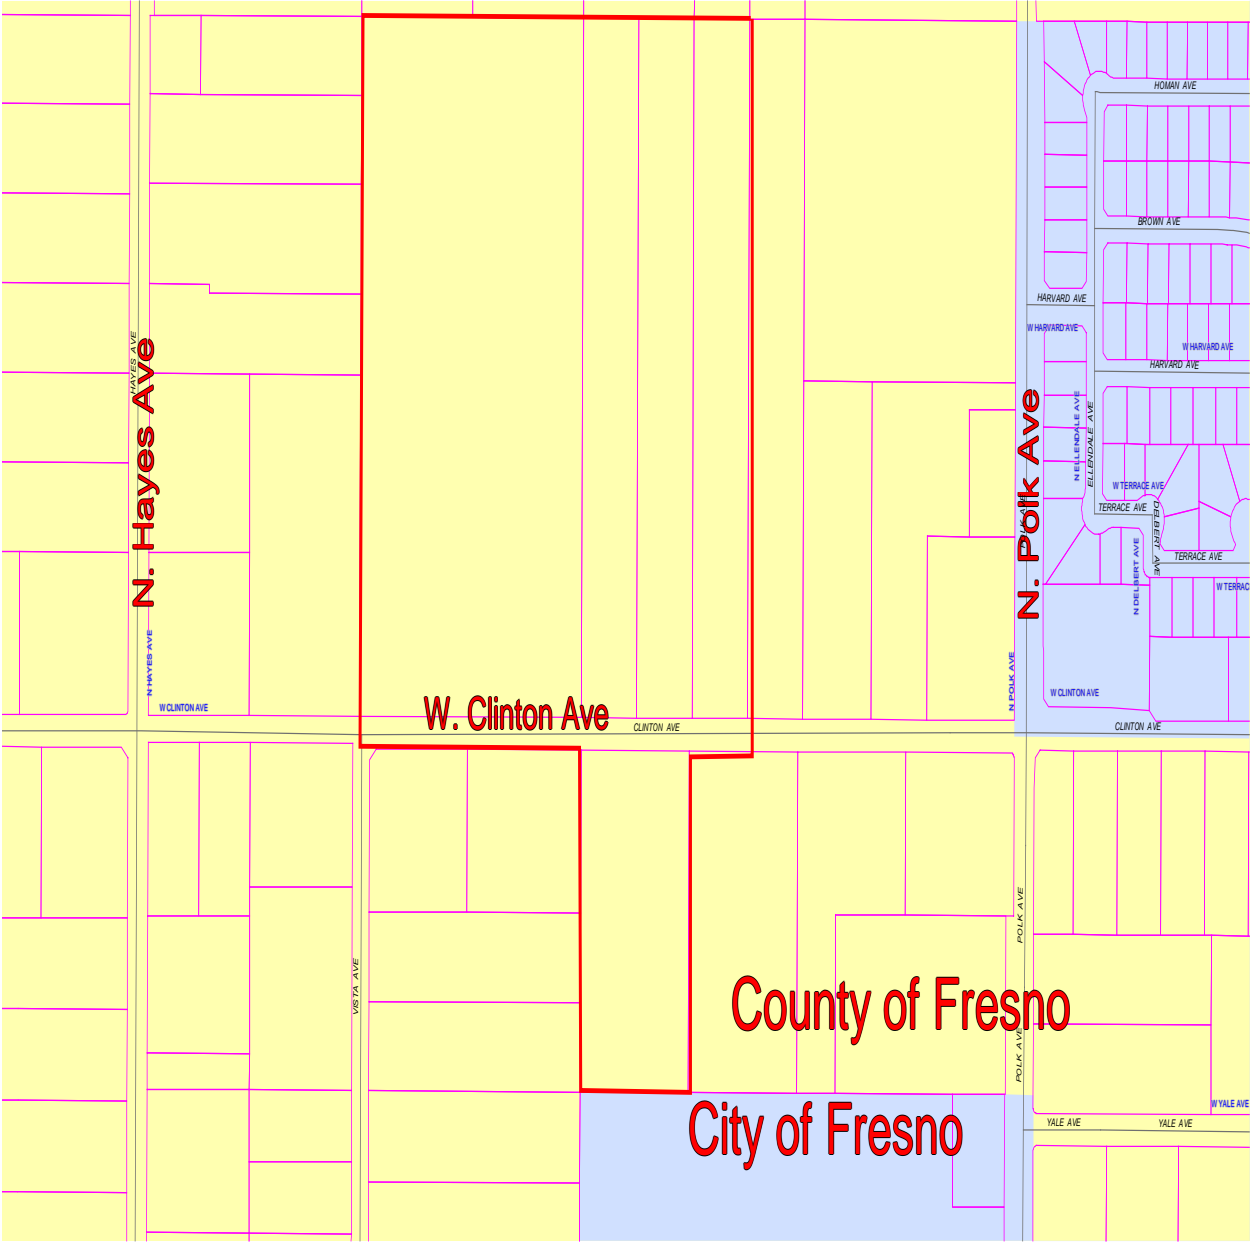 HOMAN AVE
BROWN AVE
HARVARD AVE
W HARVARD AVE
W HARVARD AVE
HARVARD AVE
HAYES AVE
N. Hayes Ave
N. Polk Ave
N ELLENDALE AVE
ELLENDALE AVE
W TERRACE AVE
TERRACE AVE
DELBERT AVE
N DELBERT AVE
TERRACE AVE
W TERRAC
N HAYES AVE
N POLK AVE
W CLINTON AVE
W CLINTON AVE
W. Clinton Ave
CLINTON AVE
CLINTON AVE
POLK AVE
VISTA AVE
County of Fresno
POLK AVE
City of Fresno
W YALE AVE
YALE AVE
YALE AVE